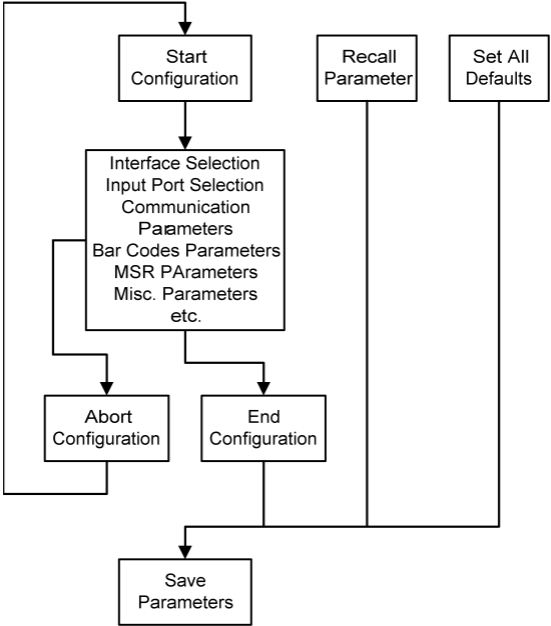 Start
Configuration
Recall
Parameter
Set All
Defaults
Interface Selection
Input Port Selection
Communication
Parameters
Bar Codes Parameters
MSR PArameters
Misc. Parameters
etc.
Abort
Configuration
End
Configuration
Save
Parameters